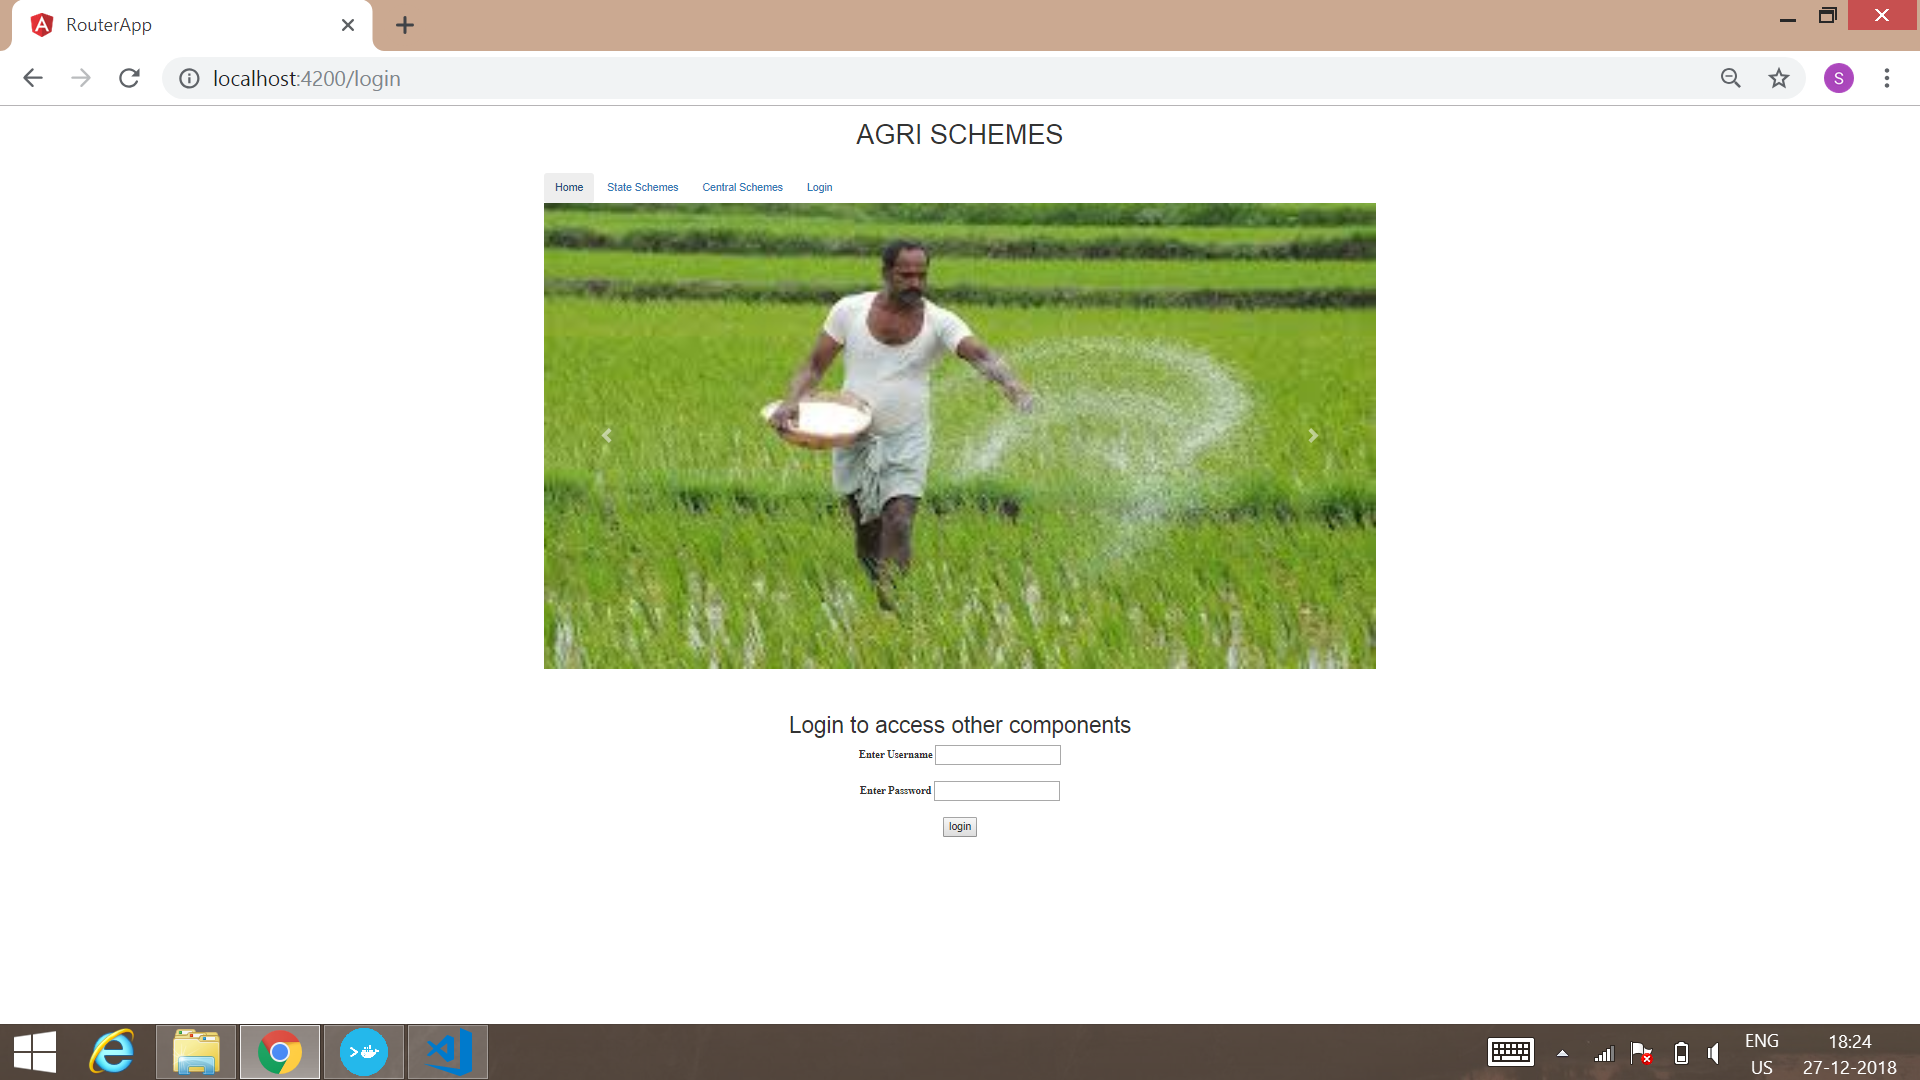 RouterApp
localhost:4200/login
S
AGRI SCHEMES
Home State Schemes Central Schemes Login
Login to access other components
Enter Username
Enter Password
login
ENG 18:24
US 27-12-2018